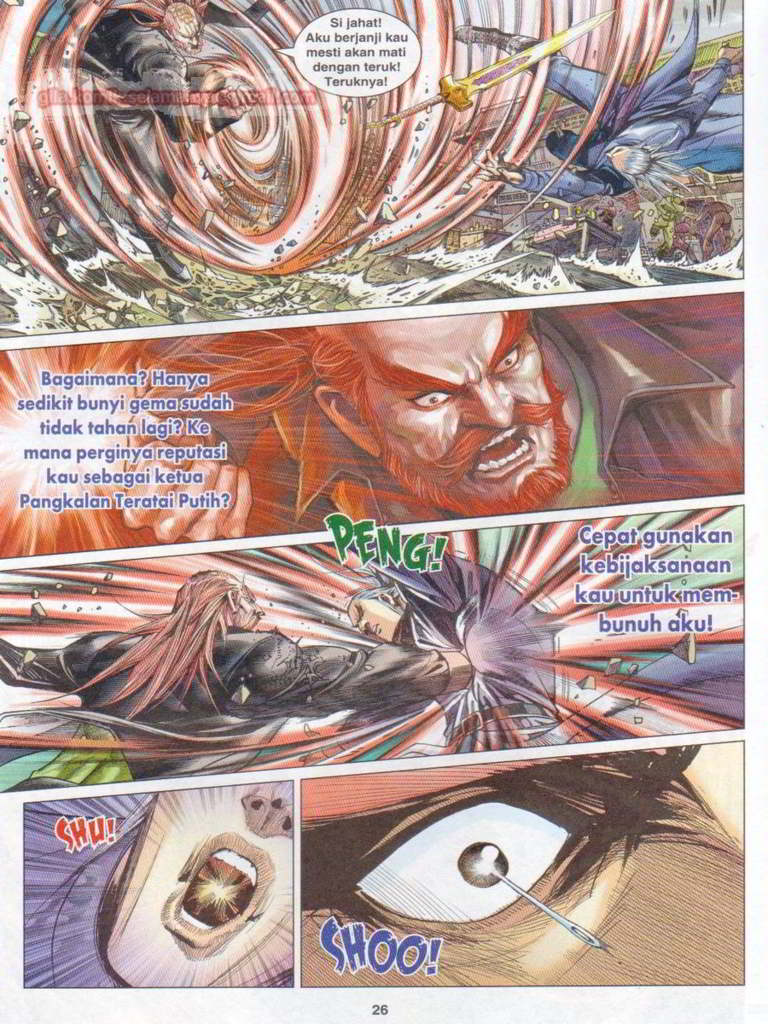 Si jahat!
Aku berjanji kau
mesti akan mati
dengan teruk!
Teruknya!
Bagaimana? Hanya
sedikit bunyi gema sudah
tidak tahan lagi? Ke
mana perginya reputasi
kau sebagai ketua
Pangkalan Teratai Putih?
PENG!
Cepat gunakan
kebijaksanaan
kau untuk mem-
bunuh aku!
SHU!
SHOO!
26